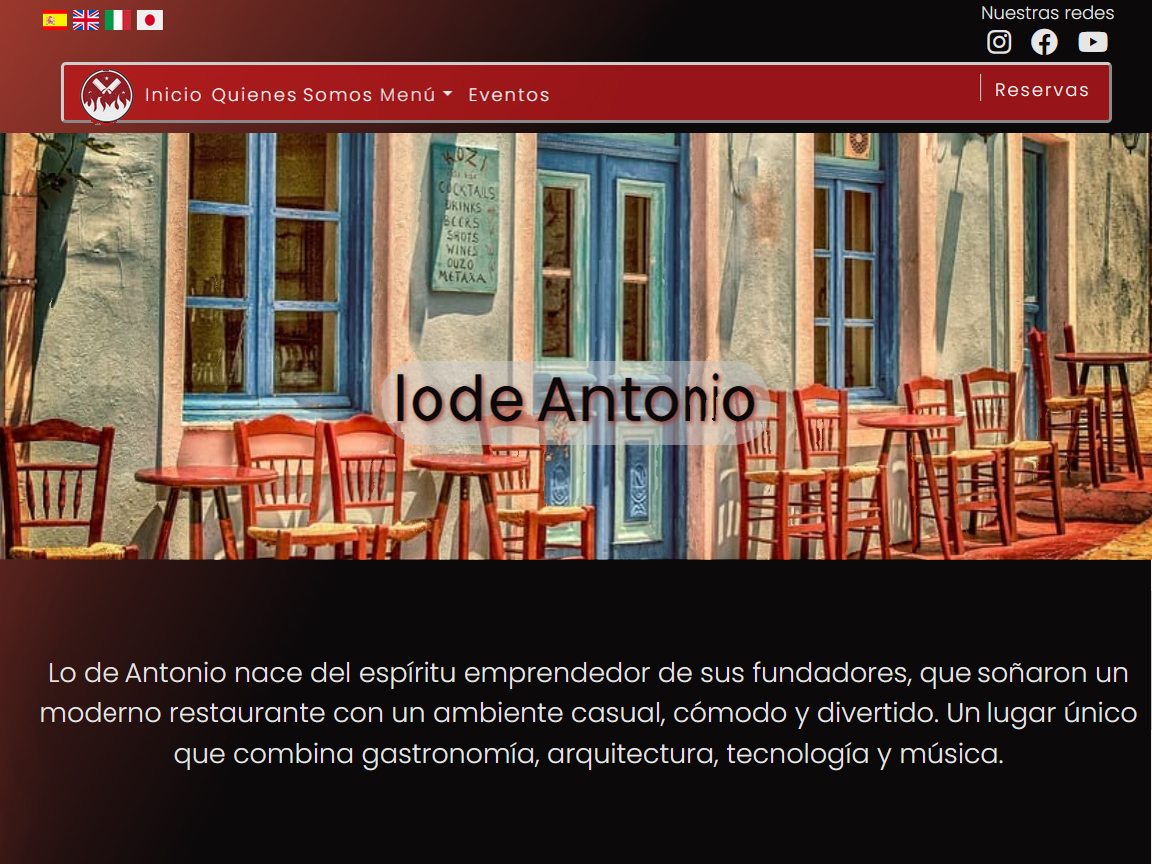 Nuestras redes
Inicio Quienes Somos Menú Eventos
Reservas
KOZI
COCKTAILS
DRINKS
BEERS
SHOTS
WINES
OUZO
METAXA
lo de Antonio
Lo de Antonio nace del espíritu emprendedor de sus fundadores, que soñaron un
moderno restaurante con un ambiente casual, cómodo y divertido. Un lugar único
que combina gastronomía, arquitectura, tecnología y música.